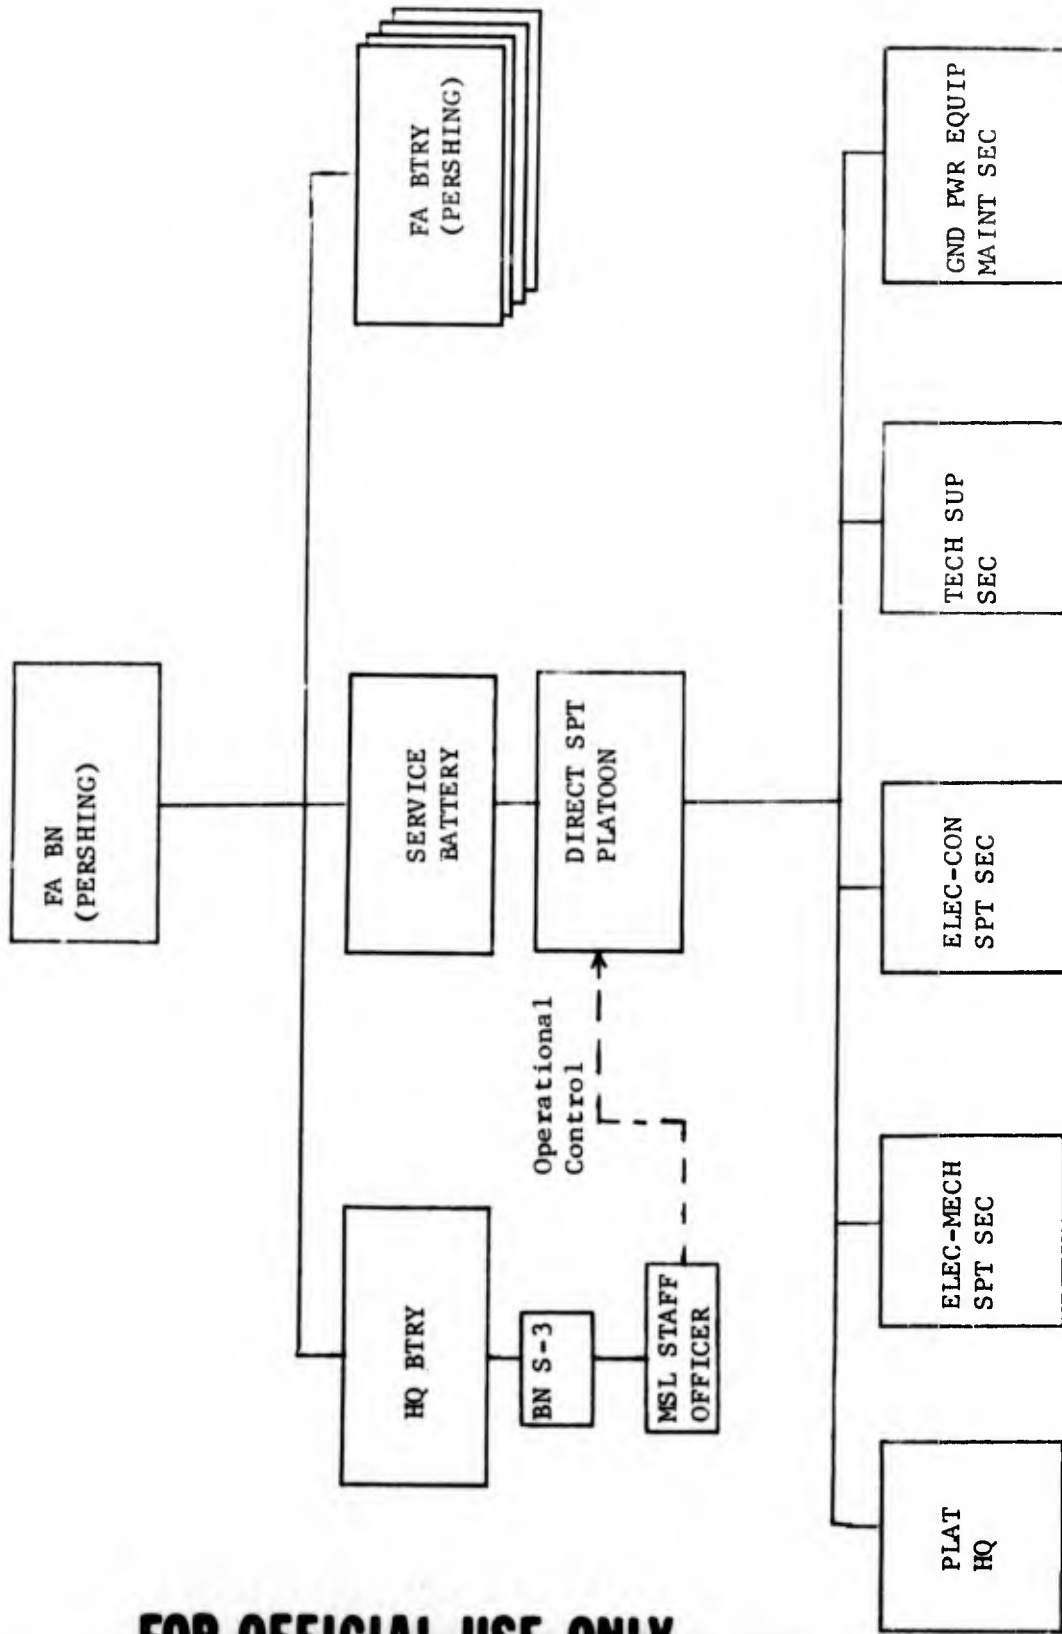 FA BN
(PERSHING)
HQ BTRY
SERVICE
BATTERY
FA BTRY
(PERSHING)
BN S-3
MSL STAFF
OFFICER
Operational
Control
DIRECT SPT
PLATOON
PLAT
HQ
ELEC-MECH
SPT SEC
ELEC-CON
SPT SEC
TECH SUP
SEC
GND PWR EQUIP
MAINT SEC
FOR OFFICIAL USE ONLY